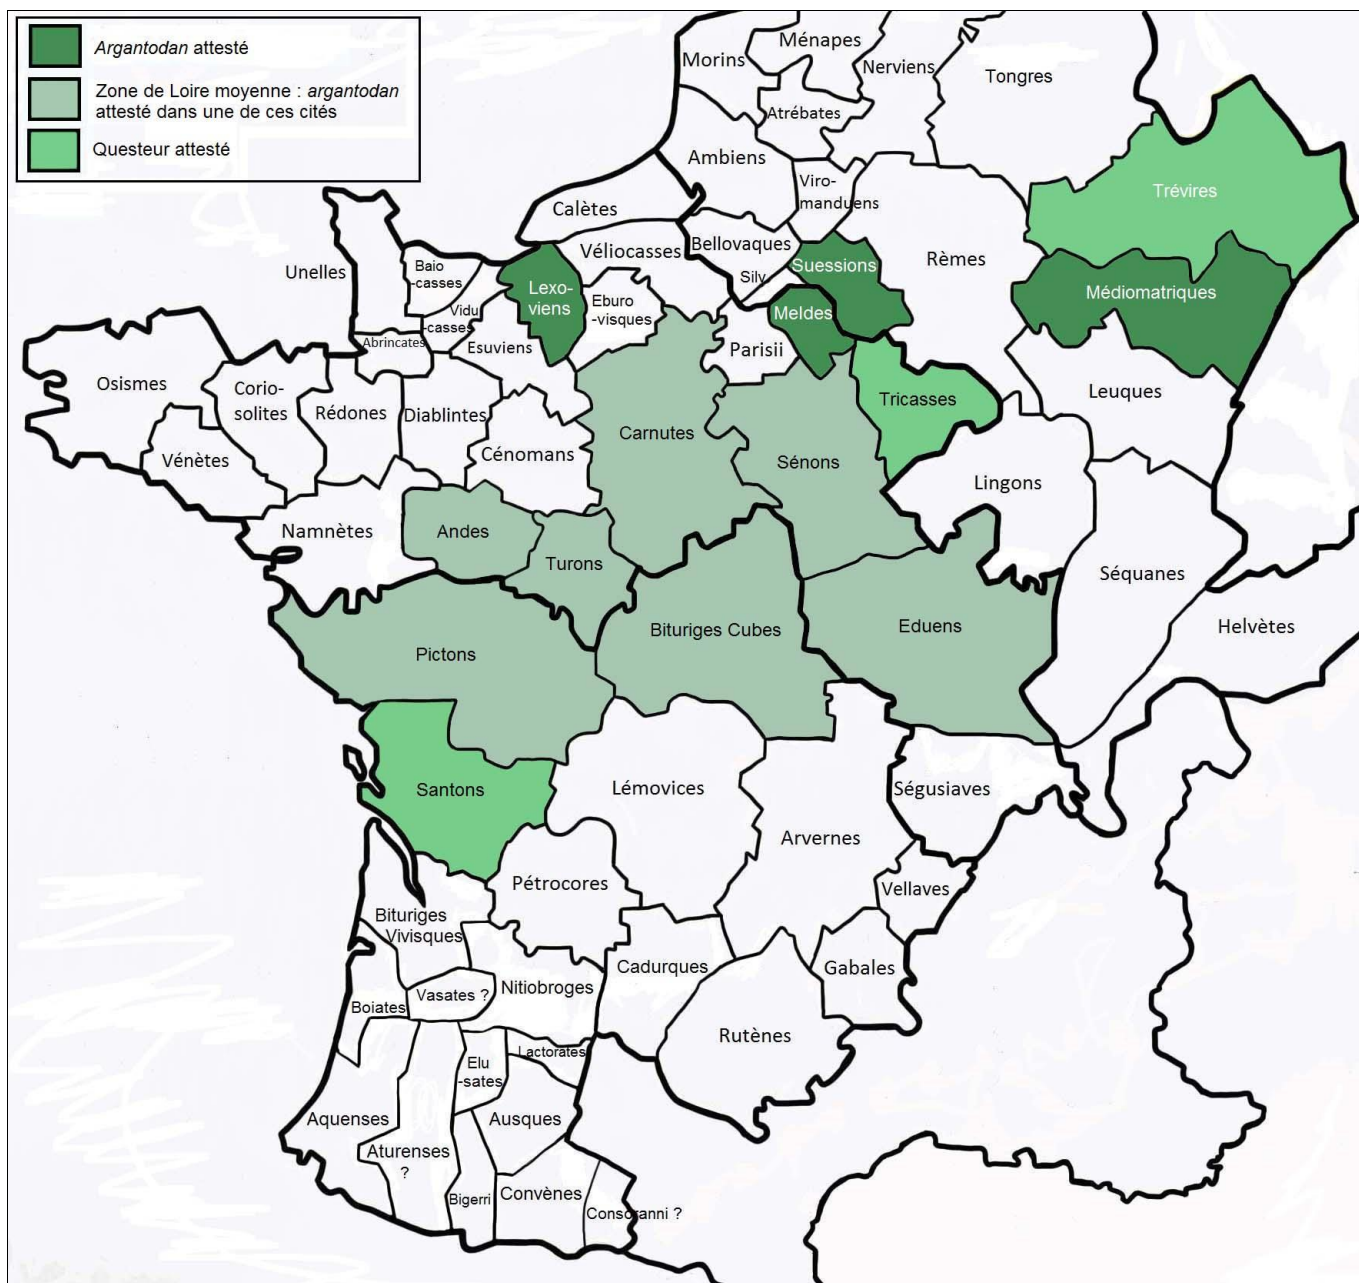 Argantodan attesté
Zone de Loire moyenne : argantodan
attesté dans une de ces cités
Questeur attesté
Ménapes
Morins
Nerviens
Tongres
Atrébates
Ambiens
Viro-
manduens
Trévires
Calètes
Bellovaques
Véliocasses
Suessions
Rèmes
Unelles
Baio
-casses
Silv.
Lexo-
viens
Eburo
-visques
Médiomatriques
Vidu
-casses
Meldes
Abrincates
Esuviens
Parisii
Osismes
Corio-
solites
Rédones
Diablintes
Tricasses
Leuques
Carnutes
Cénomans
Vénètes
Sénons
Lingons
Namnètes
Andes
Turons
Séquanes
Bituriges Cubes
Eduens
Helvètes
Pictons
Santons
Lémovices
Ségusiaves
Arvernes
Pétrocores
Vellaves
Bituriges
Vivisques
Cadurques
Gabales
Nitiobroges
Vasates ?
Boiates
Rutènes
Lactorates
Elu
-sates
Aquenses
Ausques
Aturenses
?
Bigerri
Convènes
Consoranni ?